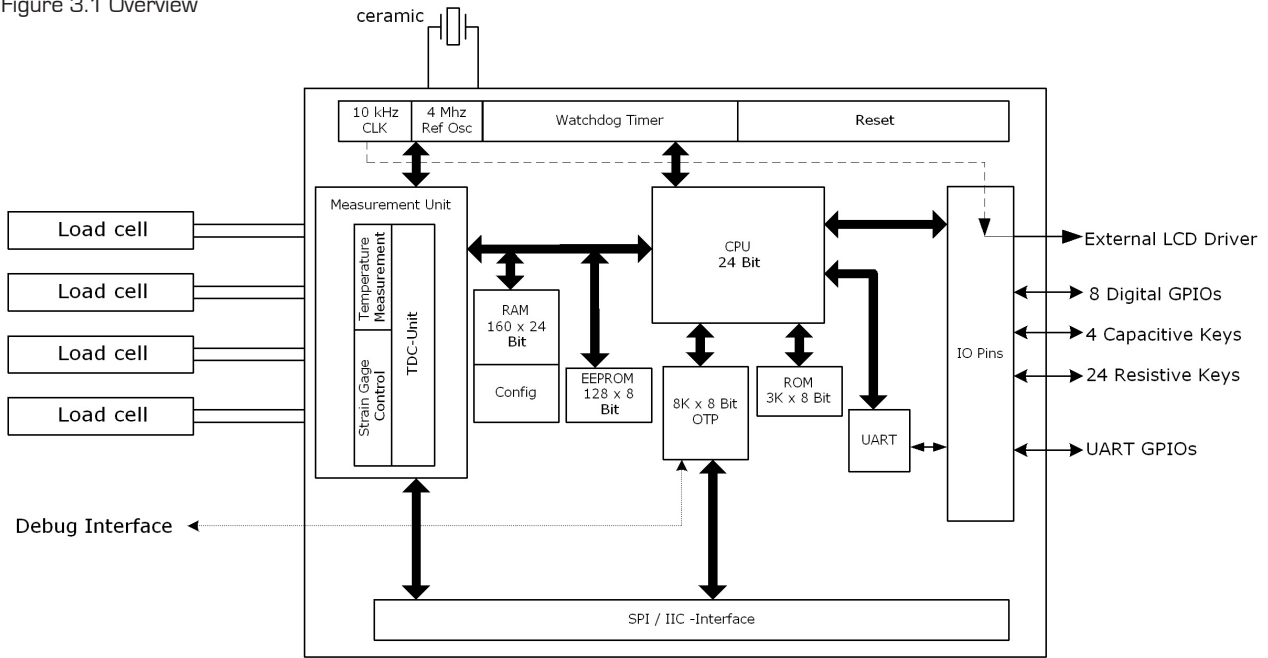 Figure 3.1 Overview
ceramic
10 kHz
CLK
4 Mhz
Ref Osc
Watchdog Timer
Reset
Load cell
Load cell
Load cell
Load cell
Measurement Unit
Temperature
Measurement
Strain Gage
Control
TDC-Unit
RAM
160 x 24
Bit
Config
EEPROM
128 x 8
Bit
CPU
24 Bit
8K x 8 Bit
OTP
ROM
3K x 8 Bit
UART
IO Pins
External LCD Driver
8 Digital GPIOs
4 Capacitive Keys
24 Resistive Keys
UART GPIOs
Debug Interface
SPI / IIC -Interface